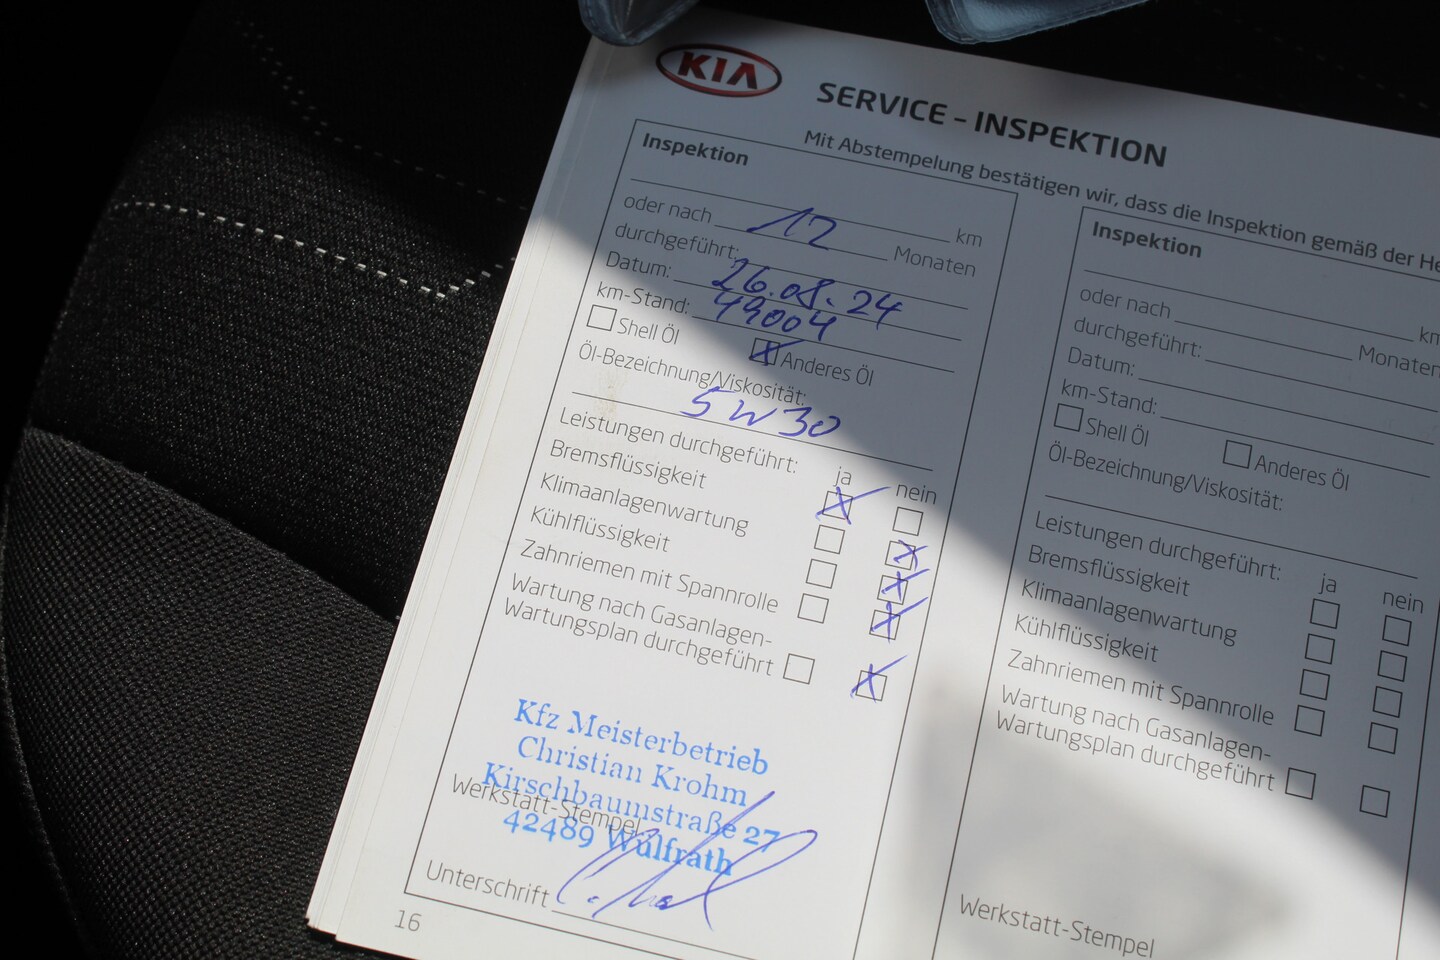 KIA
SERVICE – INSPEKTION
Mit Abstempelung bestätigen wir, dass die Inspektion gemäß der He
Inspektion
km
oder nach 12 Monaten
durchgeführt:
Datum: 26.08.24
km-Stand: 49004
Shell Öl X Anderes Öl
Öl-Bezeichnung/Viskosität:
5W30
Leistungen durchgeführt: ja nein
Bremsflüssigkeit X
Klimaanlagenwartung X
Kühlflüssigkeit X
Zahnriemen mit Spannrolle X
Wartung nach Gasanlagen-
Wartungsplan durchgeführt X
Kfz Meisterbetrieb
Christian Krohm
Kirschbaumstraße 27
42489 Wülfrath
Werkstatt-Stempel
Unterschrift
16
Inspektion
km
oder nach Monaten
durchgeführt:
Datum:
km-Stand:
Shell Öl Anderes Öl
Öl-Bezeichnung/Viskosität:
Leistungen durchgeführt: ja nein
Bremsflüssigkeit
Klimaanlagenwartung
Kühlflüssigkeit
Zahnriemen mit Spannrolle
Wartung nach Gasanlagen-
Wartungsplan durchgeführt
Werkstatt-Stempel